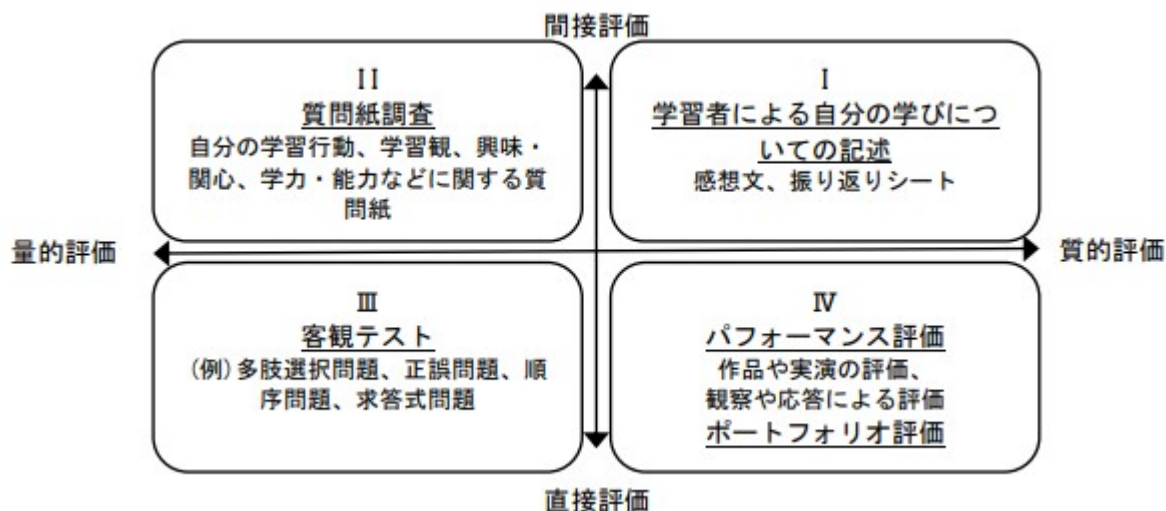 間接評価
II
質問紙調査
自分の学習行動、学習観、興味・
関心、学力・能力などに関する質
問紙
I
学習者による自分の学びにつ
いての記述
感想文、振り返りシート
量的評価
質的評価
III
客観テスト
(例)多肢選択問題、正誤問題、順
序問題、求答式問題
IV
パフォーマンス評価
作品や実演の評価、
観察や応答による評価
ポートフォリオ評価
直接評価